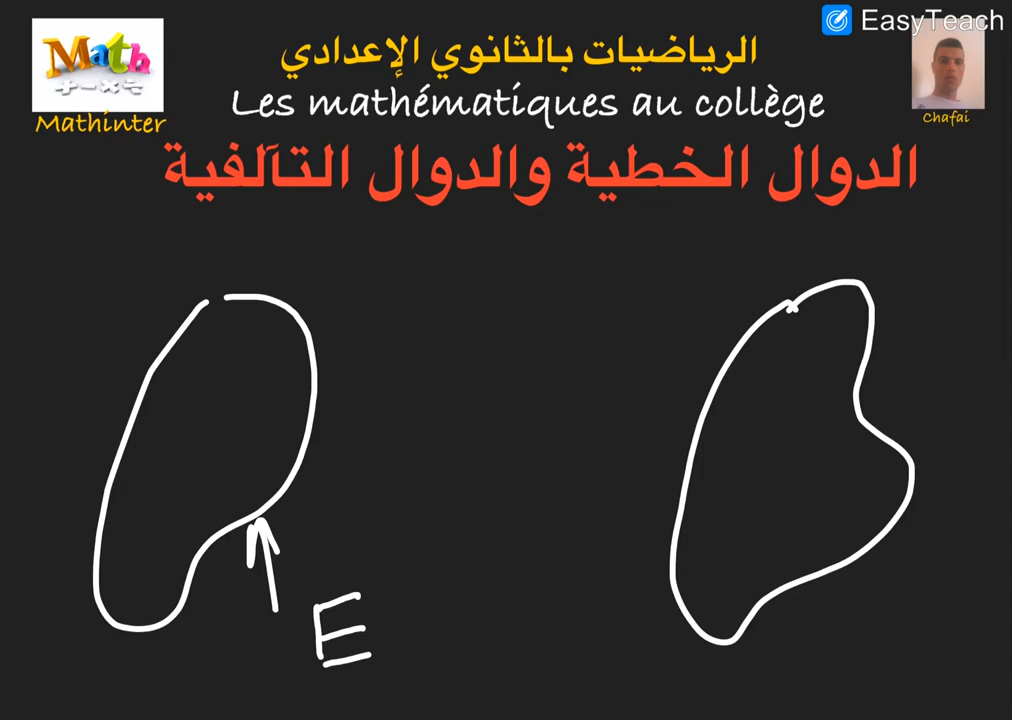 EasyTeach
Math
+-×÷
Mathinter
الرياضيات بالثانوي الإعدادي
Les mathématiques au collège
Chafai
الدوال الخطية والدوال التآلفية
E